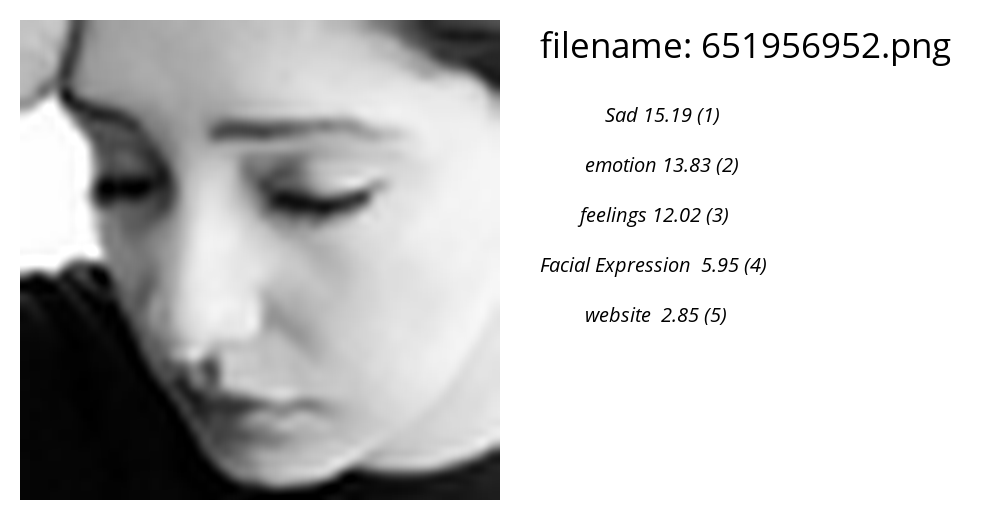 filename: 651956952.png
Sad 15.19 (1)
emotion 13.83 (2)
feelings 12.02 (3)
Facial Expression  5.95 (4)
website  2.85 (5)